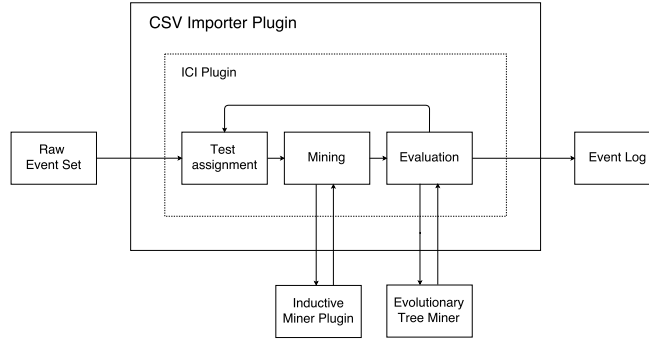 CSV Importer Plugin
ICI Plugin
Raw
Event Set
Test
assignment
Mining
Evaluation
Event Log
Inductive
Miner Plugin
Evolutionary
Tree Miner